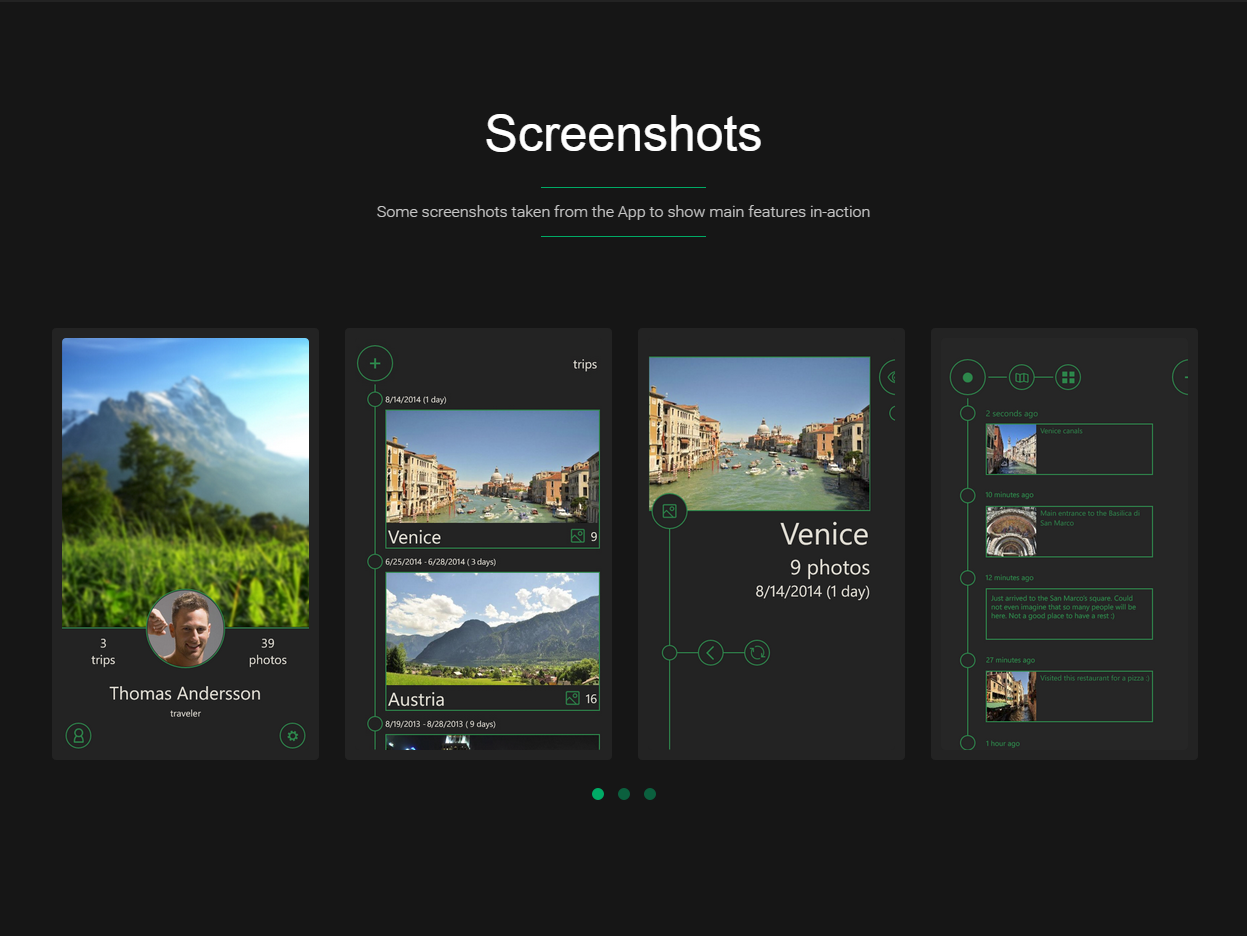 Screenshots
Some screenshots taken from the App to show main features in-action
3
trips
39
photos
Thomas Andersson
traveler
trips
8/14/2014 (1 day)
Venice
9
6/25/2014 - 6/28/2014 ( 3 days)
Austria
16
8/19/2013 - 8/28/2013 ( 9 days)
Venice
9 photos
8/14/2014 (1 day)
2 seconds ago
Venice canals
10 minutes ago
Main entrance to the Basilica di
San Marco
12 minutes ago
Just arrived to the San Marco's square. Could
not even imagine that so many people will be
here. Not a good place to have a rest :)
27 minutes ago
Visited this restaurant for a pizza :)
1 hour ago